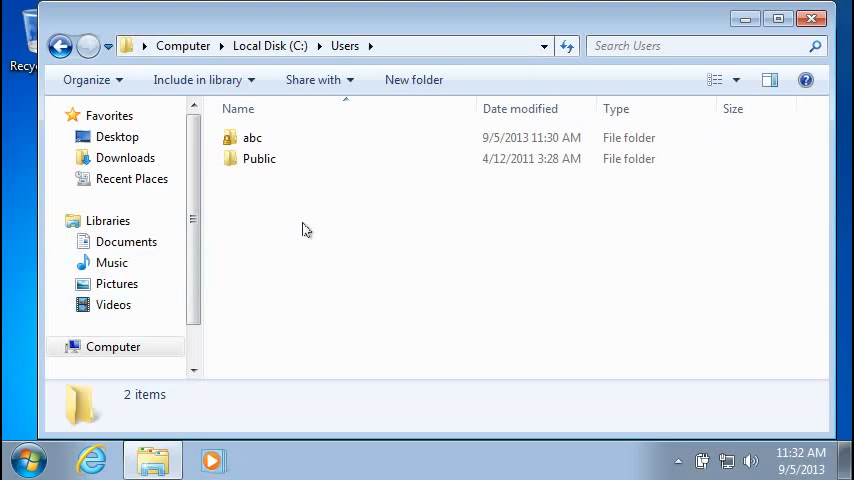 Recyc
Computer Local Disk (C:) Users Search Users
Organize Include in library Share with New folder
Name Date modified Type Size
abc 9/5/2013 11:30 AM File folder
Public 4/12/2011 3:28 AM File folder
Favorites
Desktop
Downloads
Recent Places
Libraries
Documents
Music
Pictures
Videos
Computer
2 items
11:32 AM
9/5/2013